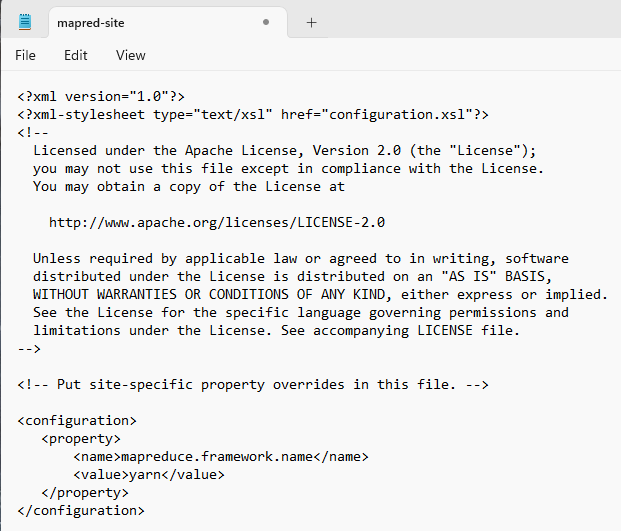 mapred-site
File Edit View
<?xml version="1.0"?>
<?xml-stylesheet type="text/xsl" href="configuration.xsl"?>
<!--
  Licensed under the Apache License, Version 2.0 (the "License");
  you may not use this file except in compliance with the License.
  You may obtain a copy of the License at

    http://www.apache.org/licenses/LICENSE-2.0

  Unless required by applicable law or agreed to in writing, software
  distributed under the License is distributed on an "AS IS" BASIS,
  WITHOUT WARRANTIES OR CONDITIONS OF ANY KIND, either express or implied.
  See the License for the specific language governing permissions and
  limitations under the License. See accompanying LICENSE file.
-->

<!-- Put site-specific property overrides in this file. -->

<configuration>
   <property>
       <name>mapreduce.framework.name</name>
       <value>yarn</value>
   </property>
</configuration>